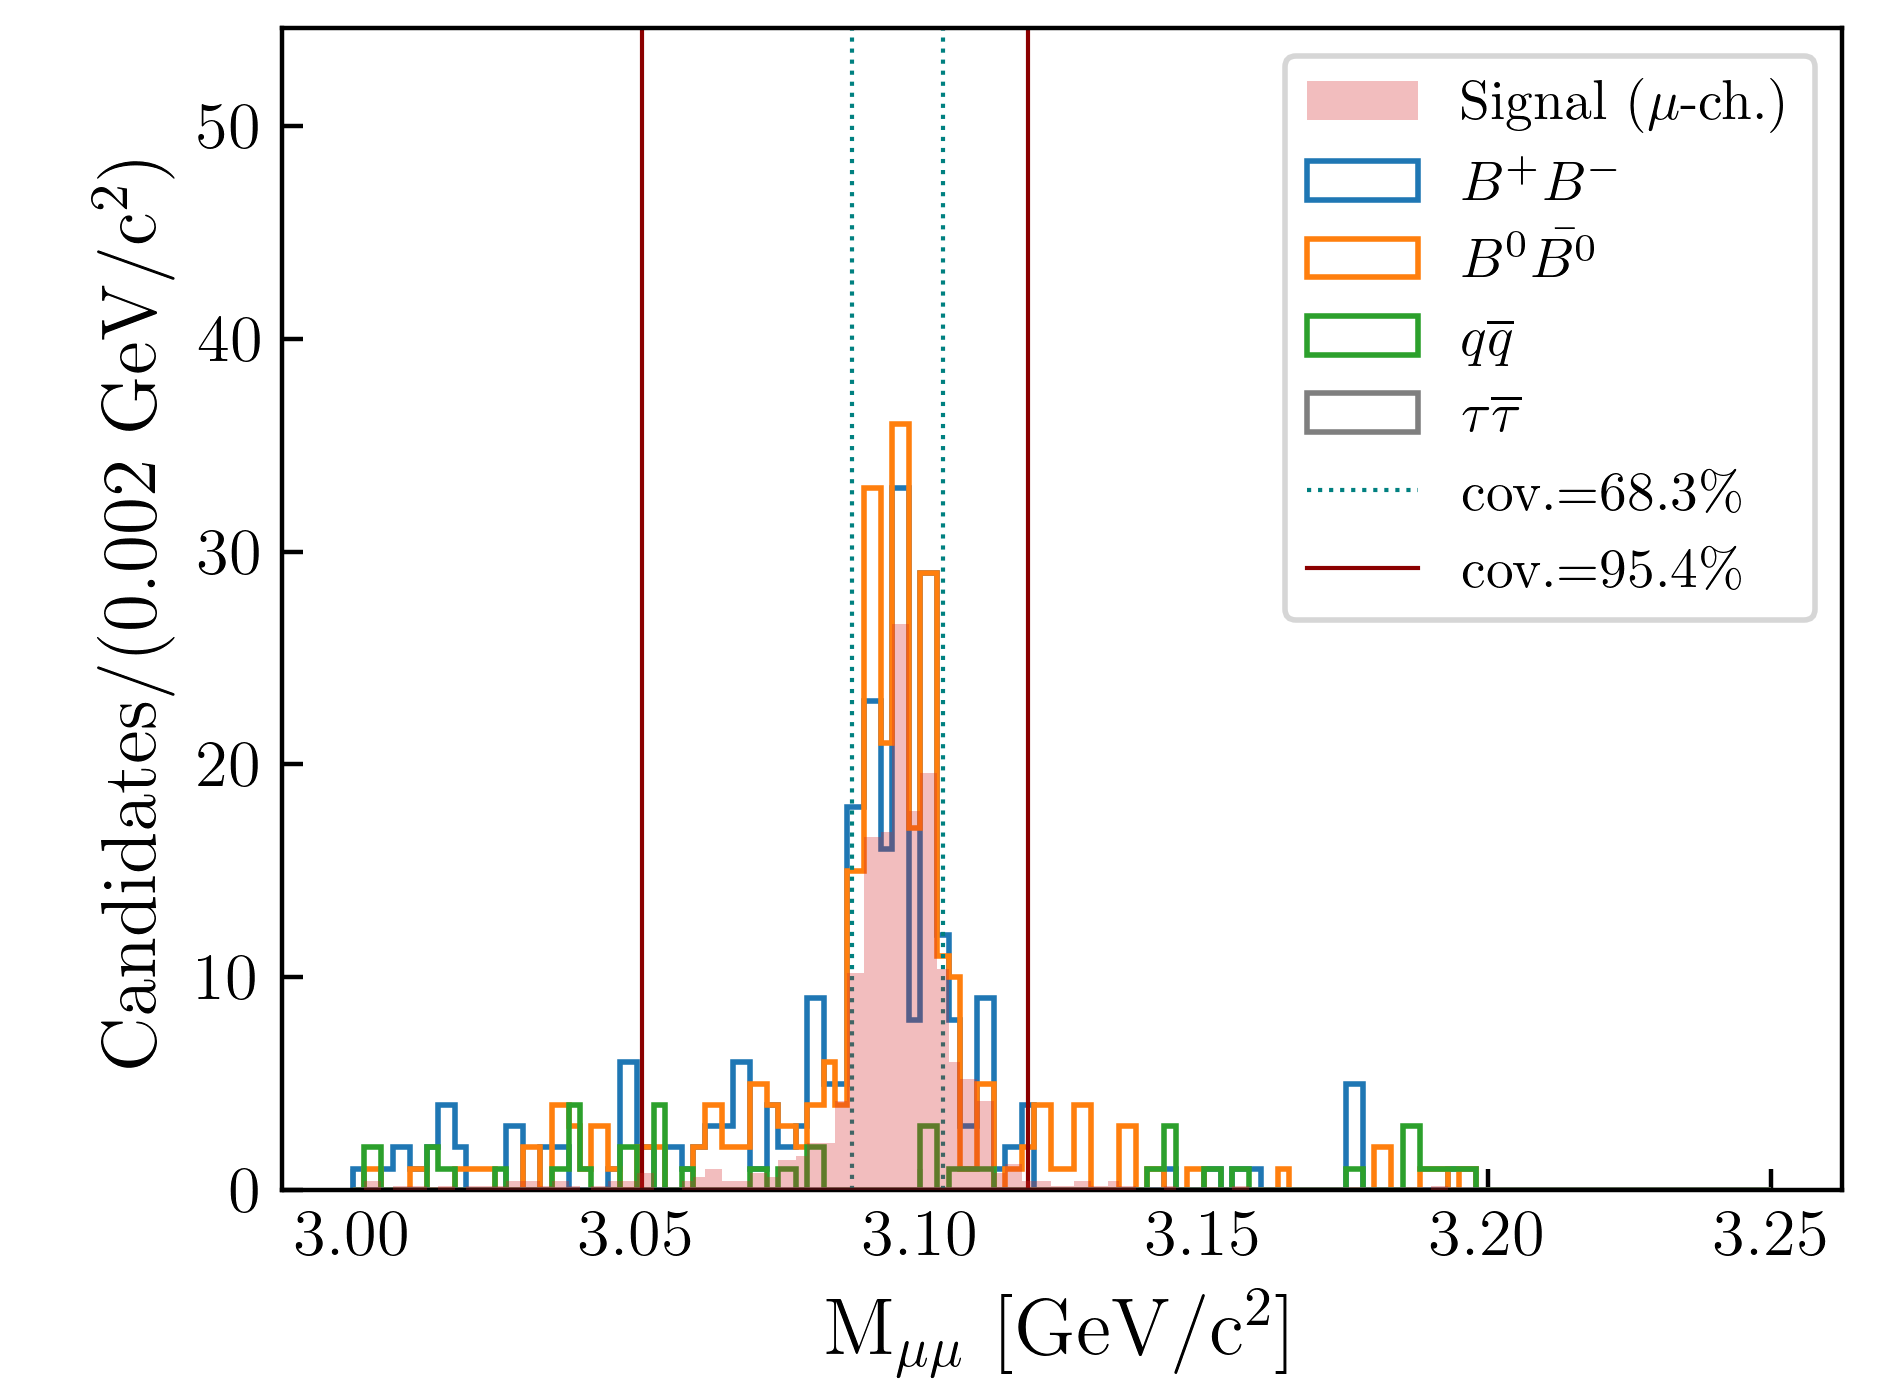 Candidates/(0.002 GeV/c²)
50
40
30
20
10
0
3.00 3.05 3.10 3.15 3.20 3.25
M_μμ [GeV/c²]
Signal (μ-ch.)
B⁺B⁻
B⁰B̄⁰
qq̅
ττ̅
cov.=68.3%
cov.=95.4%